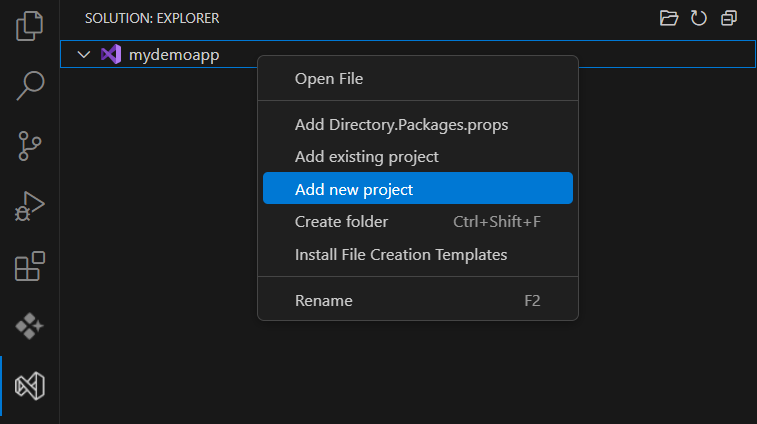 SOLUTION: EXPLORER
mydemoapp
Open File
Add Directory.Packages.props
Add existing project
Add new project
Create folder Ctrl+Shift+F
Install File Creation Templates
Rename F2